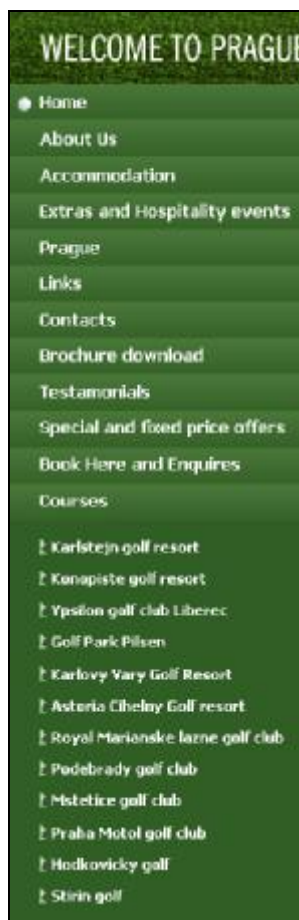 WELCOME TO PRAGUE
Home
About Us
Accommodation
Extras and Hospitality events
Prague
Links
Contacts
Brochure download
Testamonials
Special and fixed price offers
Book Here and Enquires
Courses
Karlstejn golf resort
Konopiste golf resort
Ypsilon golf club Liberec
Golf Park Pilsen
Karlovy Vary Golf Resort
Astoria Cihelny Golf resort
Royal Marianske lazne golf club
Podebrady golf club
Mstetice golf club
Praha Motol golf club
Hodkovicky golf
Stirin golf